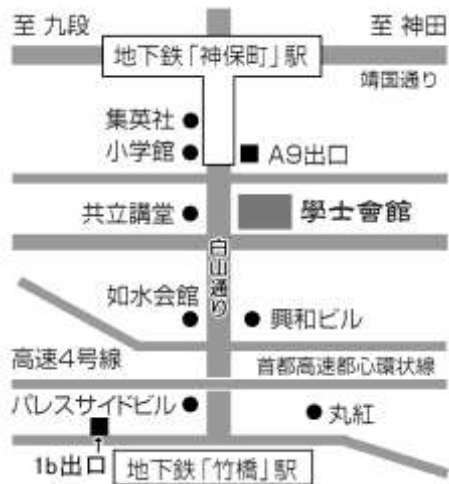 至 九段
至 神田
地下鉄「神保町」駅
靖国通り
集英社
小学館
A9出口
共立講堂
學士會館
白山通り
如水会館
興和ビル
高速4号線
首都高速都心環状線
パレスサイドビル
丸紅
1b出口
地下鉄「竹橋」駅